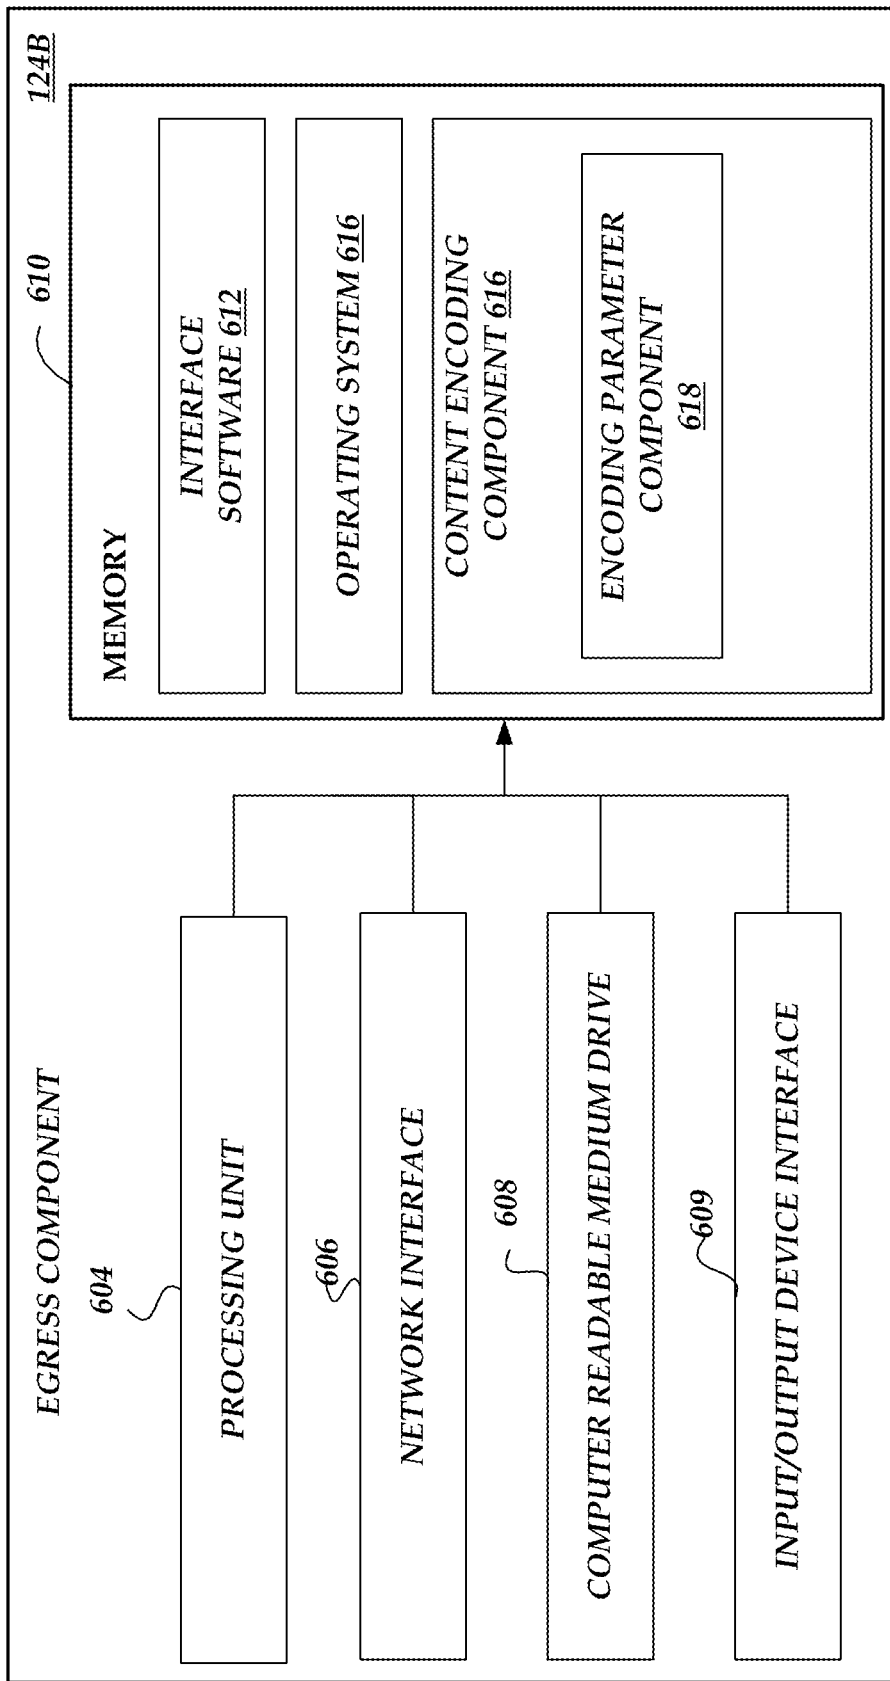 EGRESS COMPONENT
124B
604
PROCESSING UNIT
606
NETWORK INTERFACE
608
COMPUTER READABLE MEDIUM DRIVE
609
INPUT/OUTPUT DEVICE INTERFACE
610
MEMORY
INTERFACE
SOFTWARE 612
OPERATING SYSTEM 616
CONTENT ENCODING
COMPONENT 616
ENCODING PARAMETER
COMPONENT
618